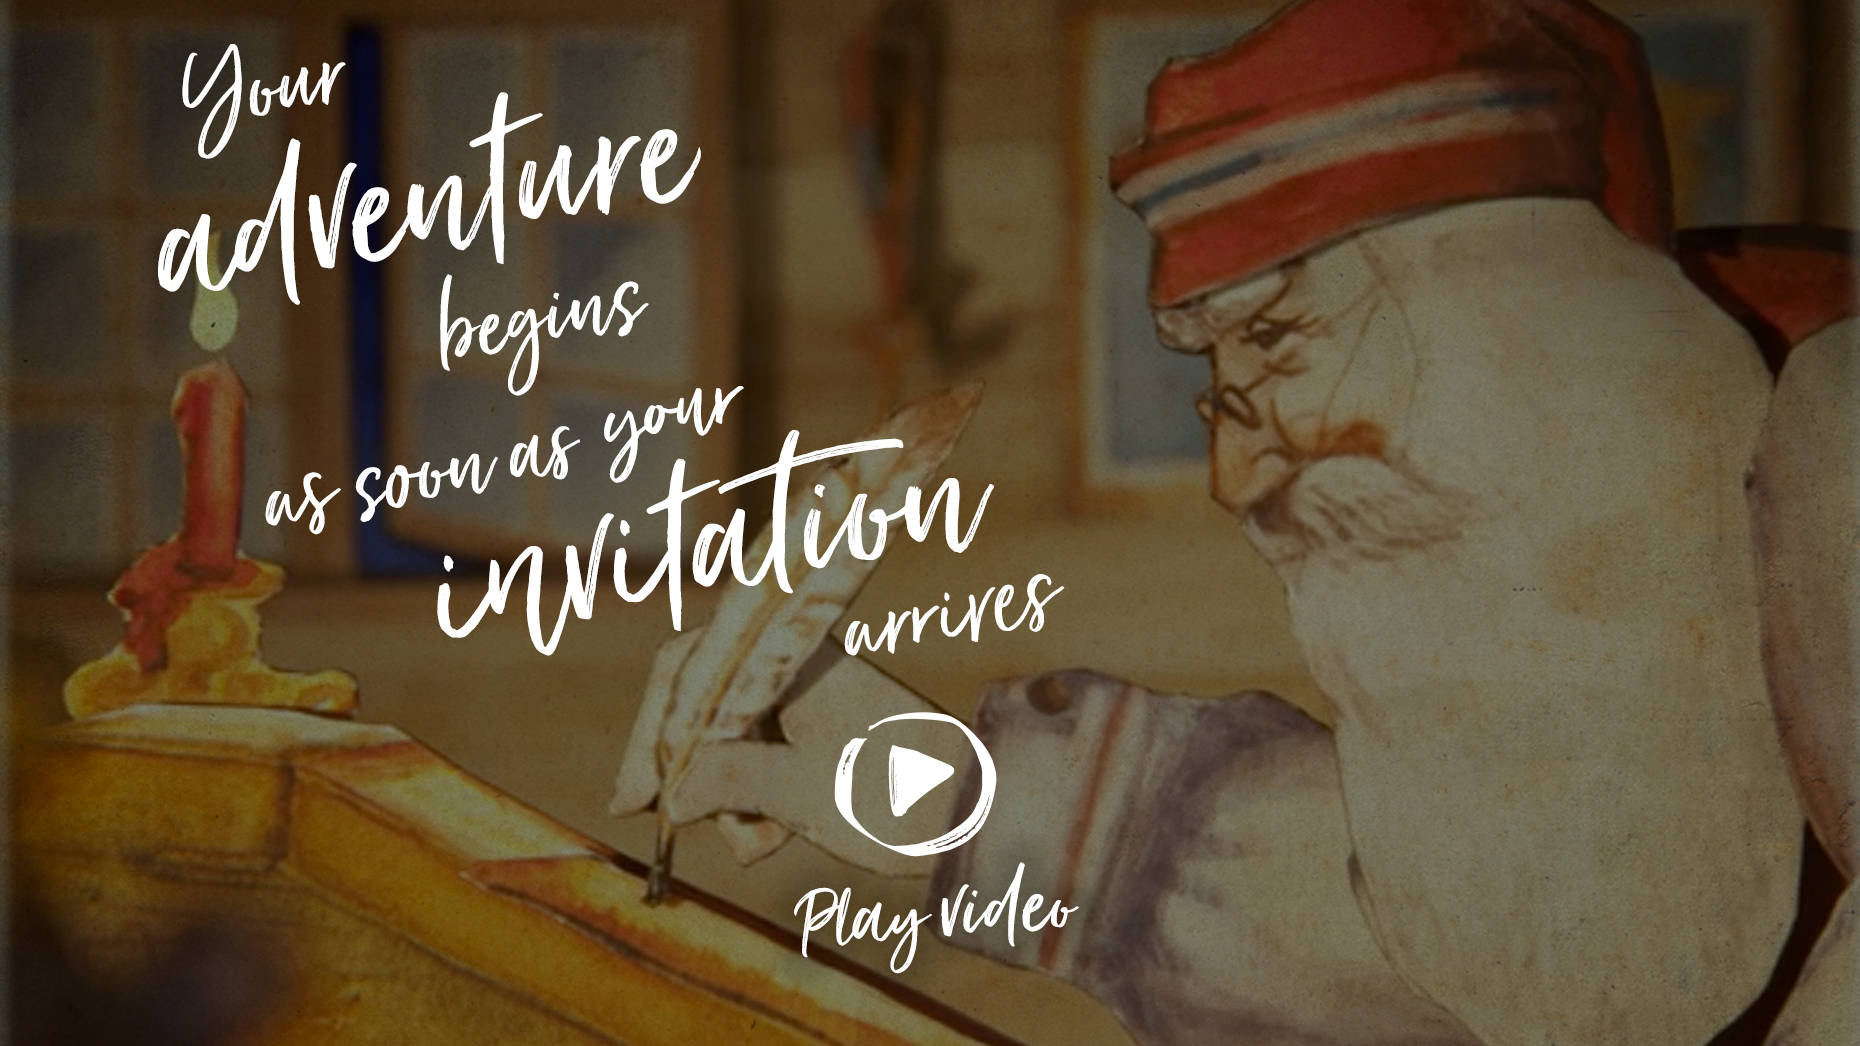 Your
adventure
begins
as soon as your
invitation
arrives
Play video